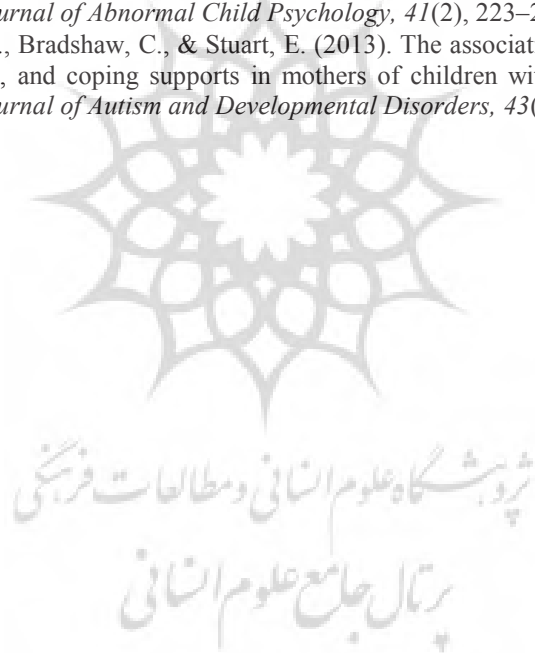 urnal of Abnormal Child Psychology, 41(2), 223–2
., Bradshaw, C., & Stuart, E. (2013). The associat
, and coping supports in mothers of children wi
urnal of Autism and Developmental Disorders, 43(
پژوهشگاه علوم انسانی و مطالعات فرهنگی
پرتال جامع علوم انسانی